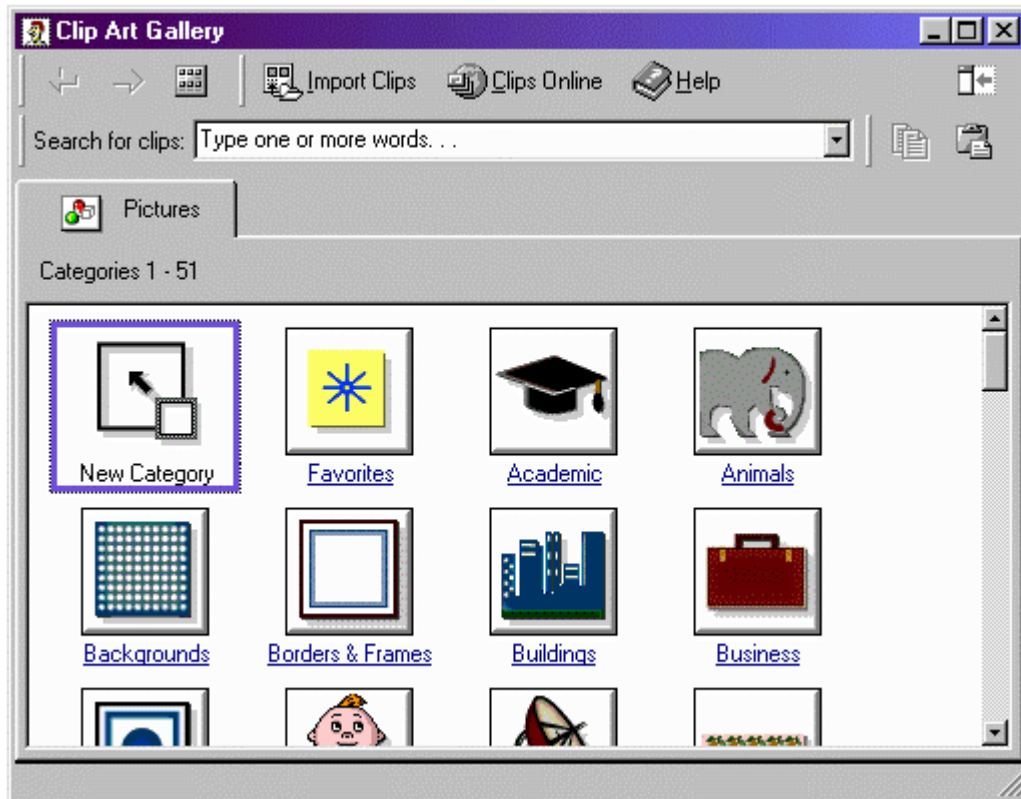 Clip Art Gallery
Import Clips Clips Online Help
Search for clips: Type one or more words. . .
Pictures
Categories 1 - 51
New Category Favorites Academic Animals
Backgrounds Borders & Frames Buildings Business